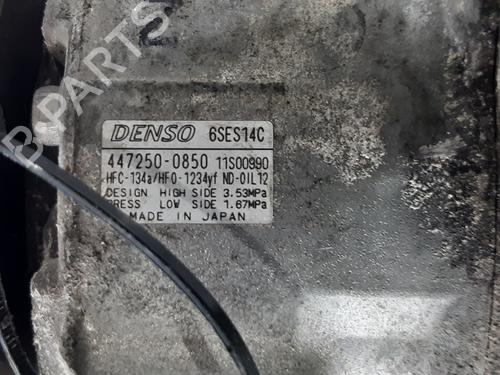 DENSO 6SES14C
447250-0850 11S00990
HFC-134a/HFO-1234yf ND-OIL12
DESIGN HIGH SIDE 3.53MPa
PRESS LOW SIDE 1.67MPa
MADE IN JAPAN